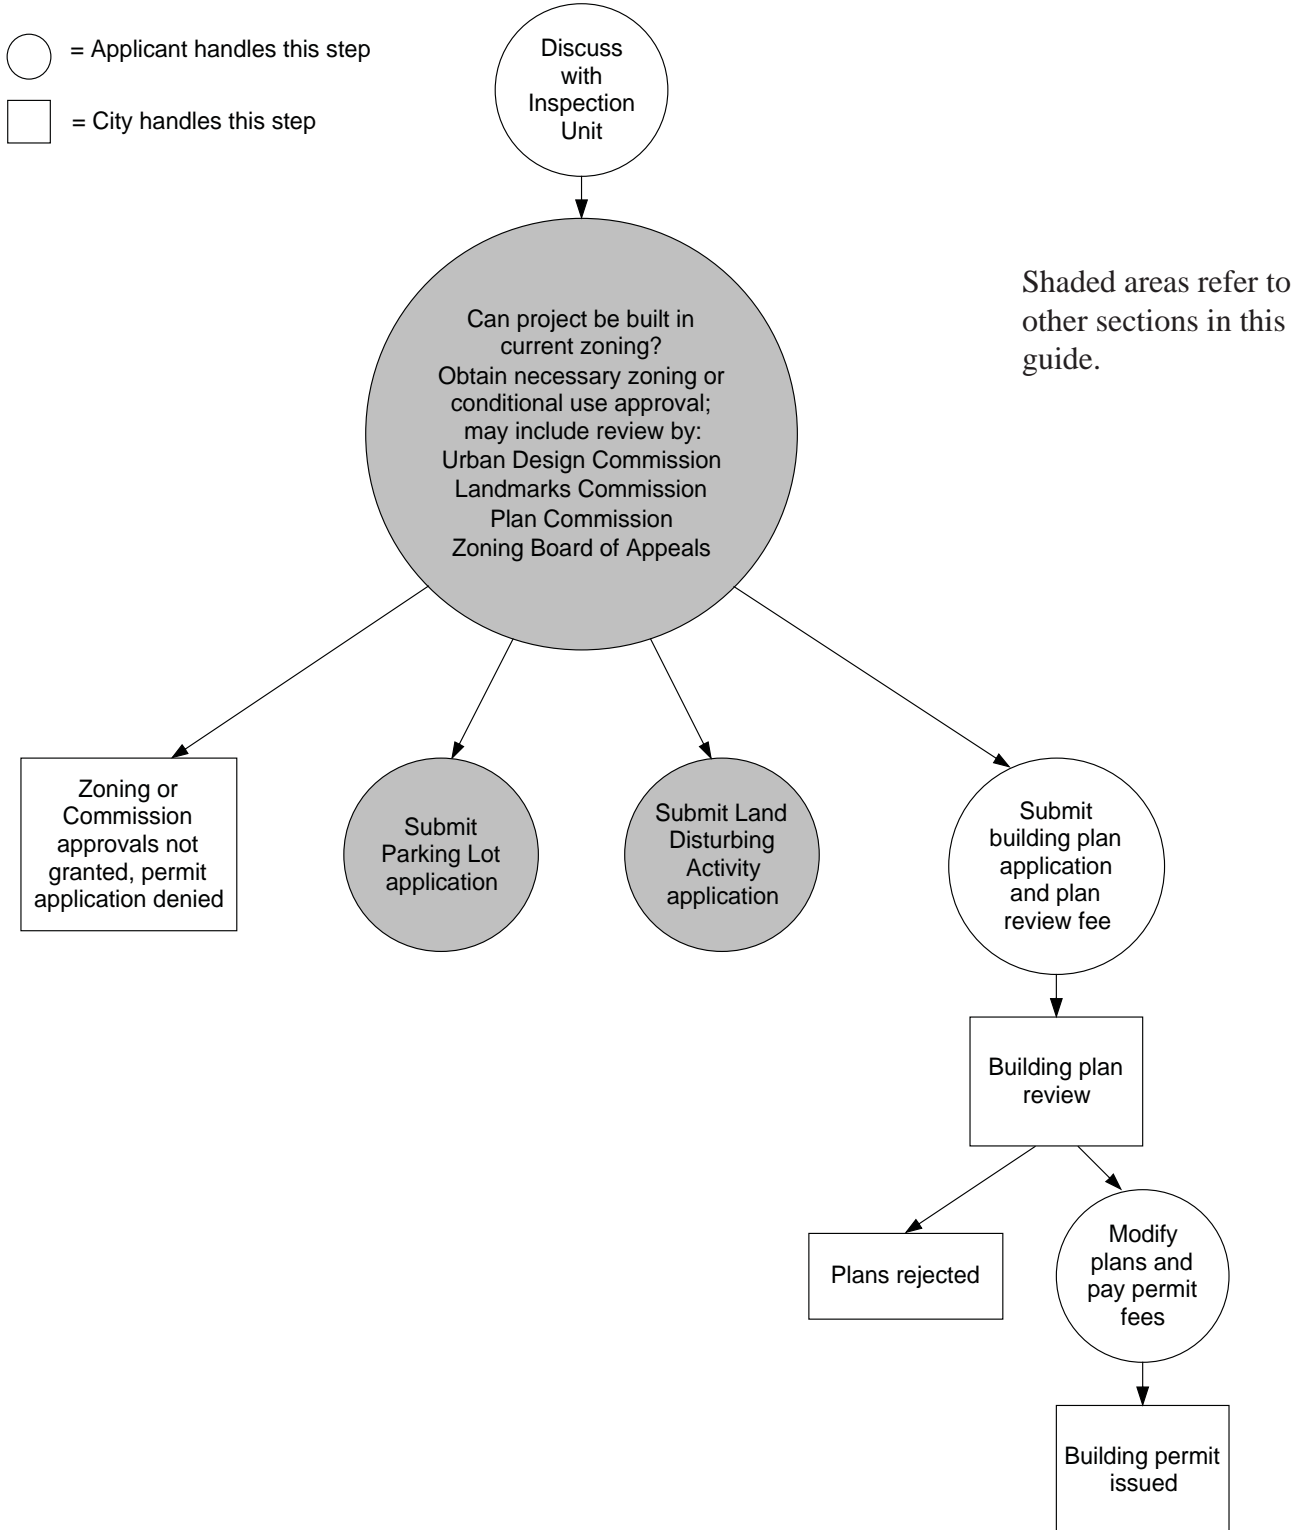 = Applicant handles this step
= City handles this step
Discuss
with
Inspection
Unit
Shaded areas refer to
other sections in this
guide.
Can project be built in
current zoning?
Obtain necessary zoning or
conditional use approval;
may include review by:
Urban Design Commission
Landmarks Commission
Plan Commission
Zoning Board of Appeals
Zoning or
Commission
approvals not
granted, permit
application denied
Submit
Parking Lot
application
Submit Land
Disturbing
Activity
application
Submit
building plan
application
and plan
review fee
Building plan
review
Plans rejected
Modify
plans and
pay permit
fees
Building permit
issued